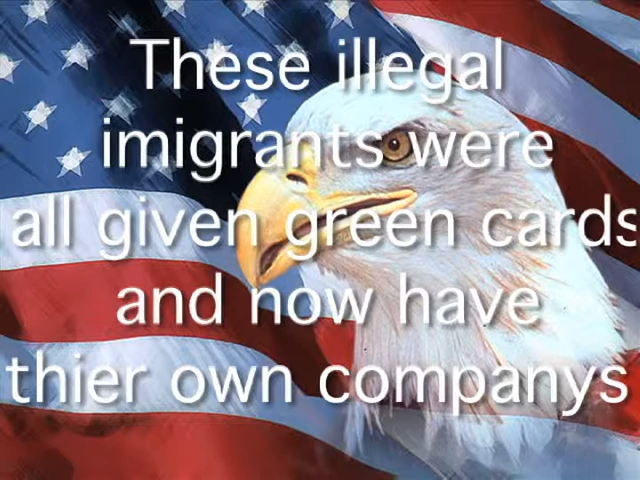 These illegal
imigrants were
all given green cards
and now have
thier own companys